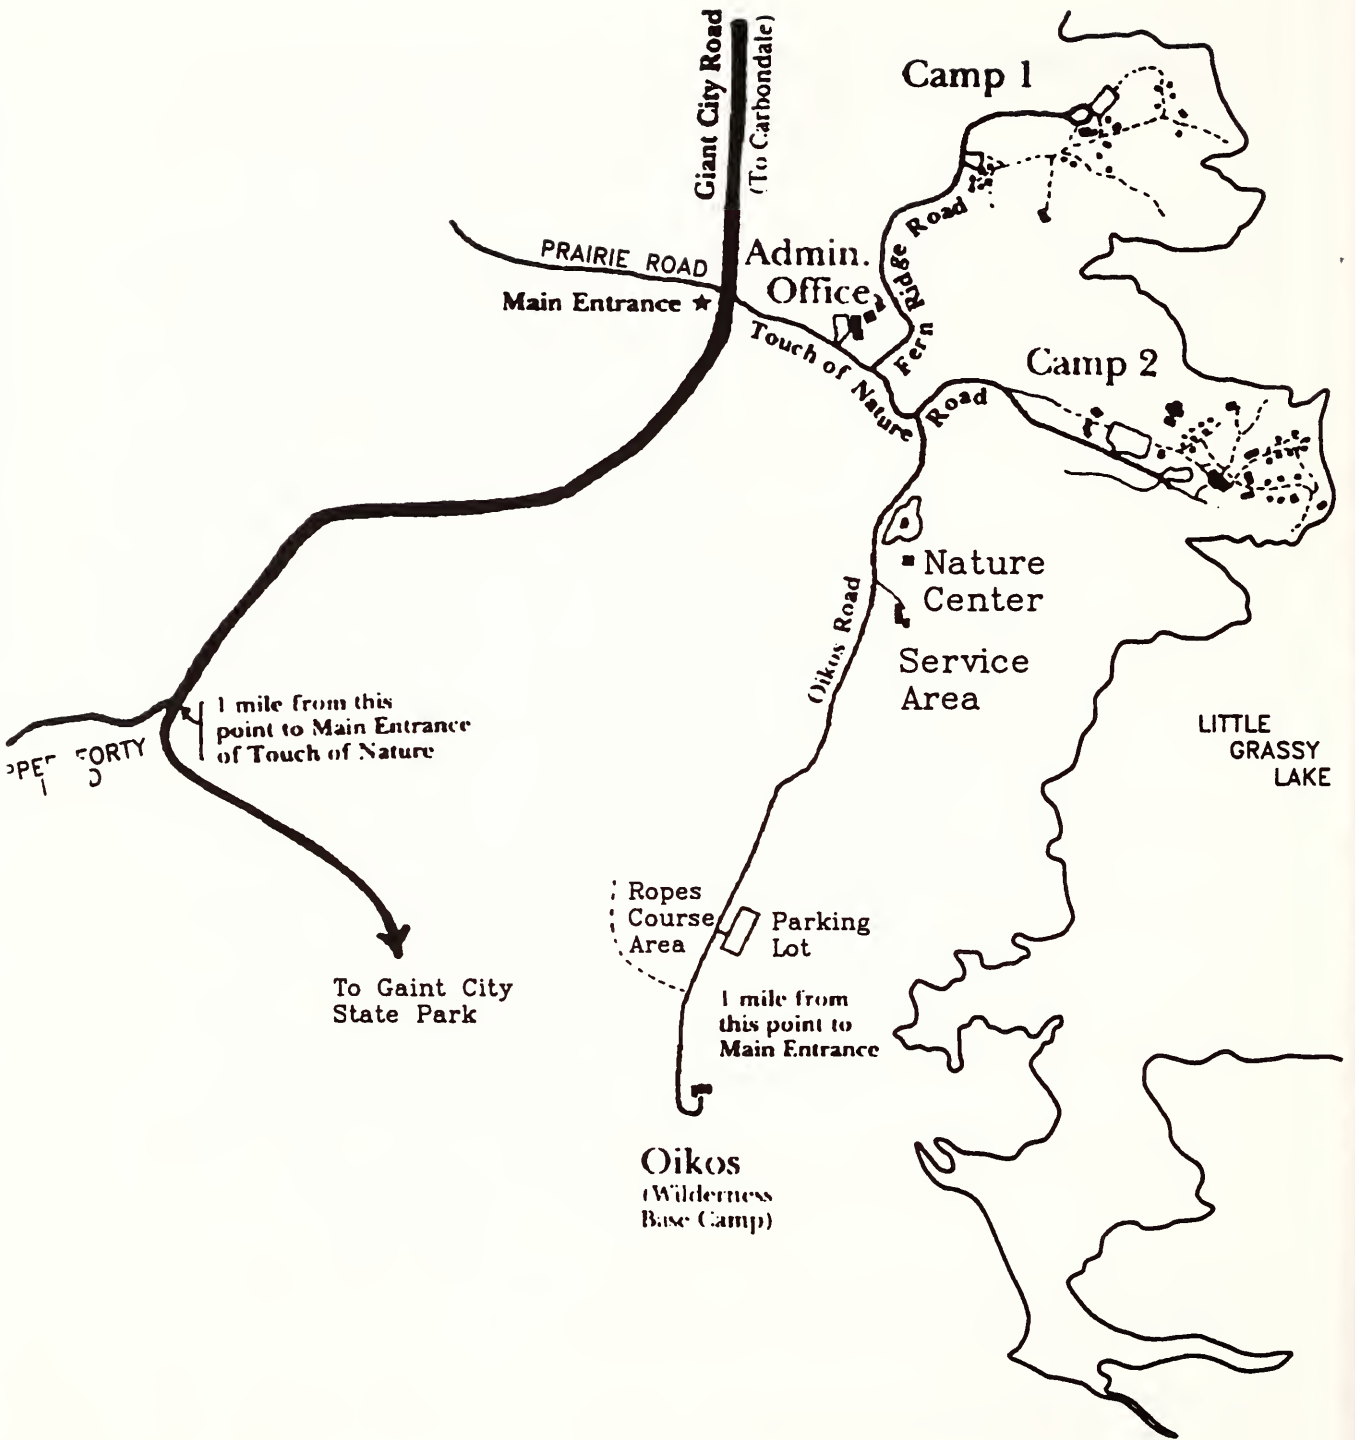 Giant City Road
(To Carbondale)
Camp 1
Fern Ridge Road
PRAIRIE ROAD
Admin.
Office
Main Entrance ★
Touch of Nature Road
Camp 2
Nature
Center
Oikos Road
Service
Area
1 mile from this
point to Main Entrance
of Touch of Nature
FORTY
LITTLE
GRASSY
LAKE
Ropes
Course
Area
Parking
Lot
To Gaint City
State Park
1 mile from
this point to
Main Entrance
Oikos
(Wilderness
Base Camp)